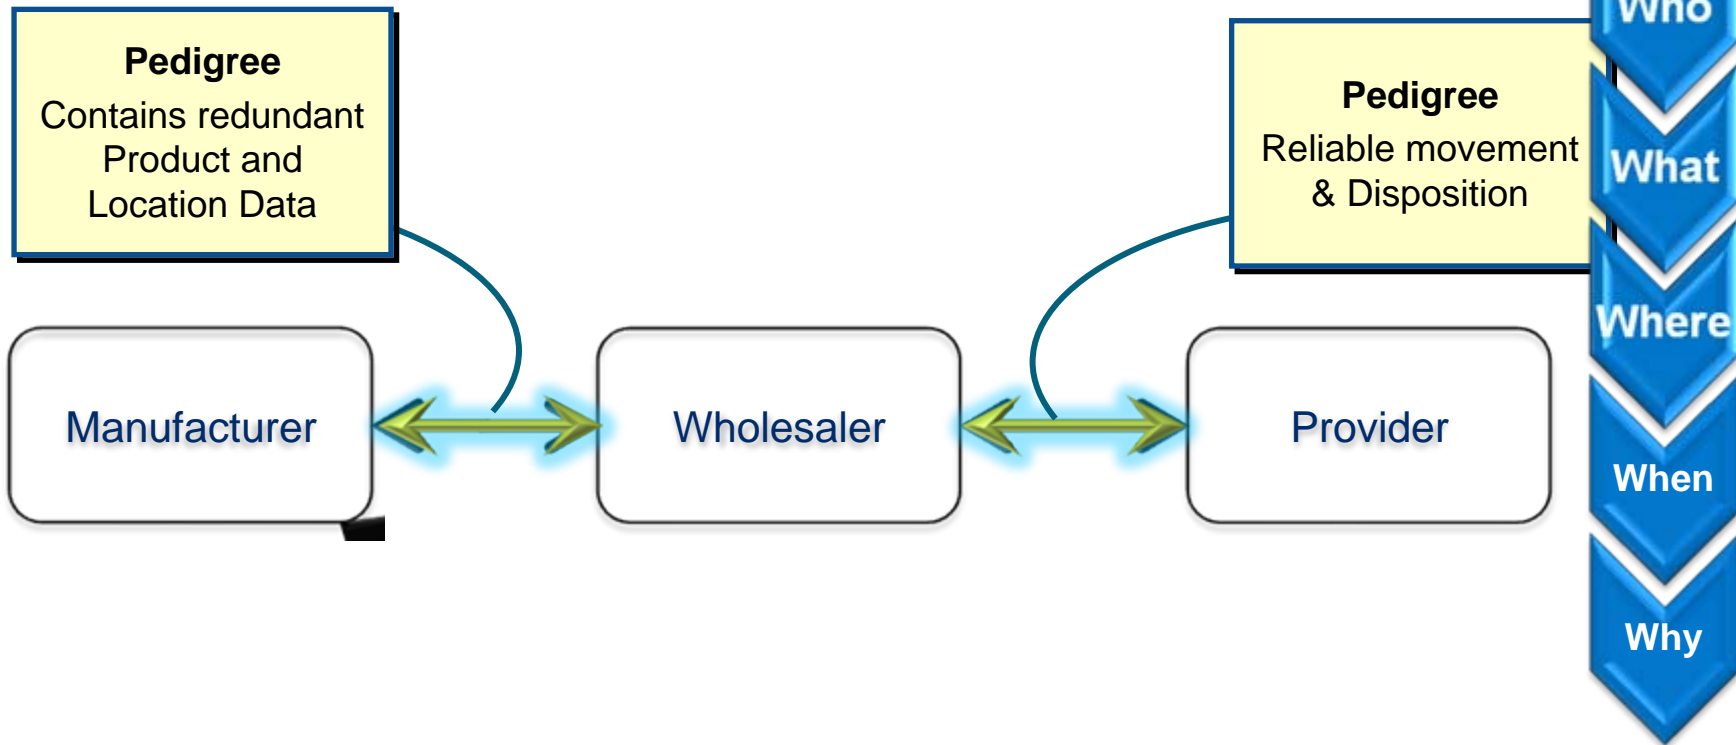 Pedigree
Contains redundant
Product and
Location Data
Pedigree
Reliable movement
& Disposition
Manufacturer
Wholesaler
Provider
Who
What
Where
When
Why